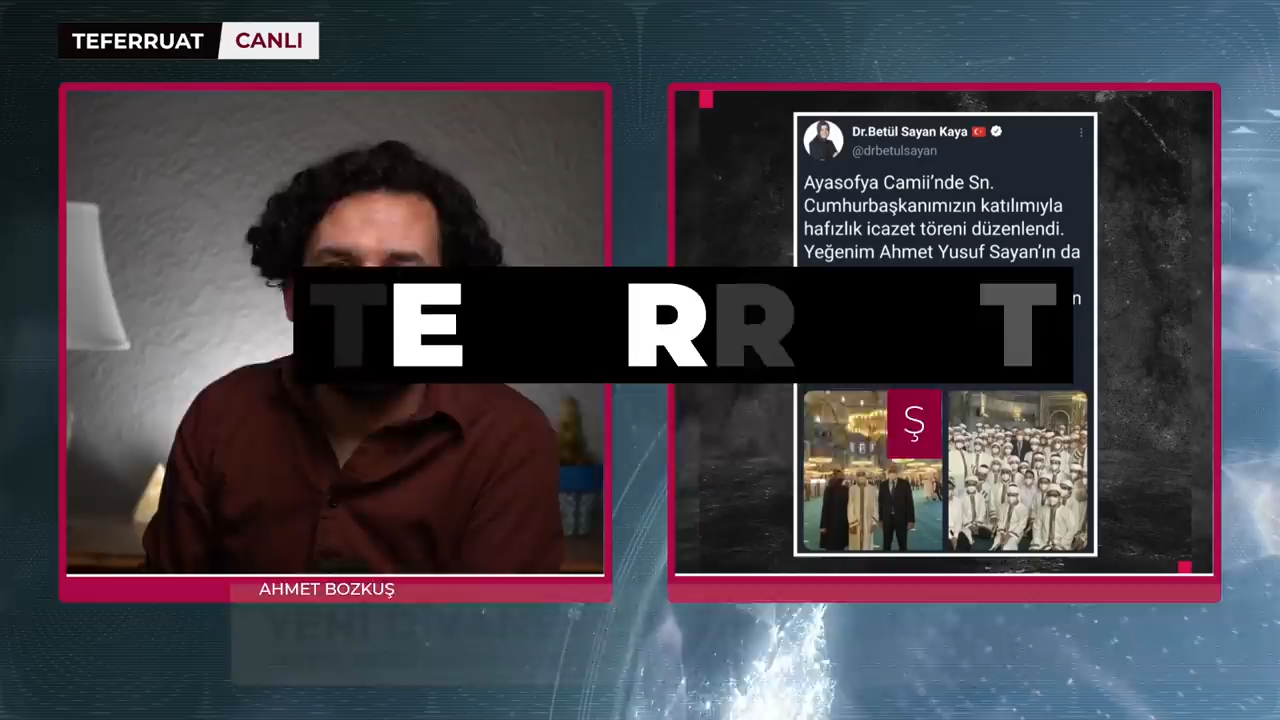 TEFERRUAT CANLI
Dr.Betül Sayan Kaya
@drbetulsayan
Ayasofya Camii'nde Sn.
Cumhurbaşkanımızın katılımıyla
hafızlık icazet töreni düzenlendi.
Yeğenim Ahmet Yusuf Sayan'ın da
T E R R T
Ş
AHMET BOZKUŞ